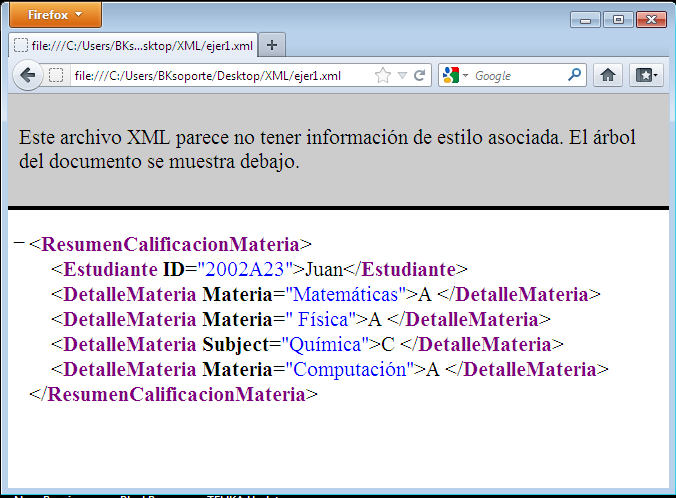 Firefox
file:///C:/Users/BKs...sktop/XML/ejer1.xml
file:///C:/Users/BKsoporte/Desktop/XML/ejer1.xml
Google
Este archivo XML parece no tener información de estilo asociada. El árbol
del documento se muestra debajo.
– <ResumenCalificacionMateria>
<Estudiante ID="2002A23">Juan</Estudiante>
<DetalleMateria Materia="Matemáticas">A </DetalleMateria>
<DetalleMateria Materia=" Física">A </DetalleMateria>
<DetalleMateria Subject="Química">C </DetalleMateria>
<DetalleMateria Materia="Computación">A </DetalleMateria>
</ResumenCalificacionMateria>